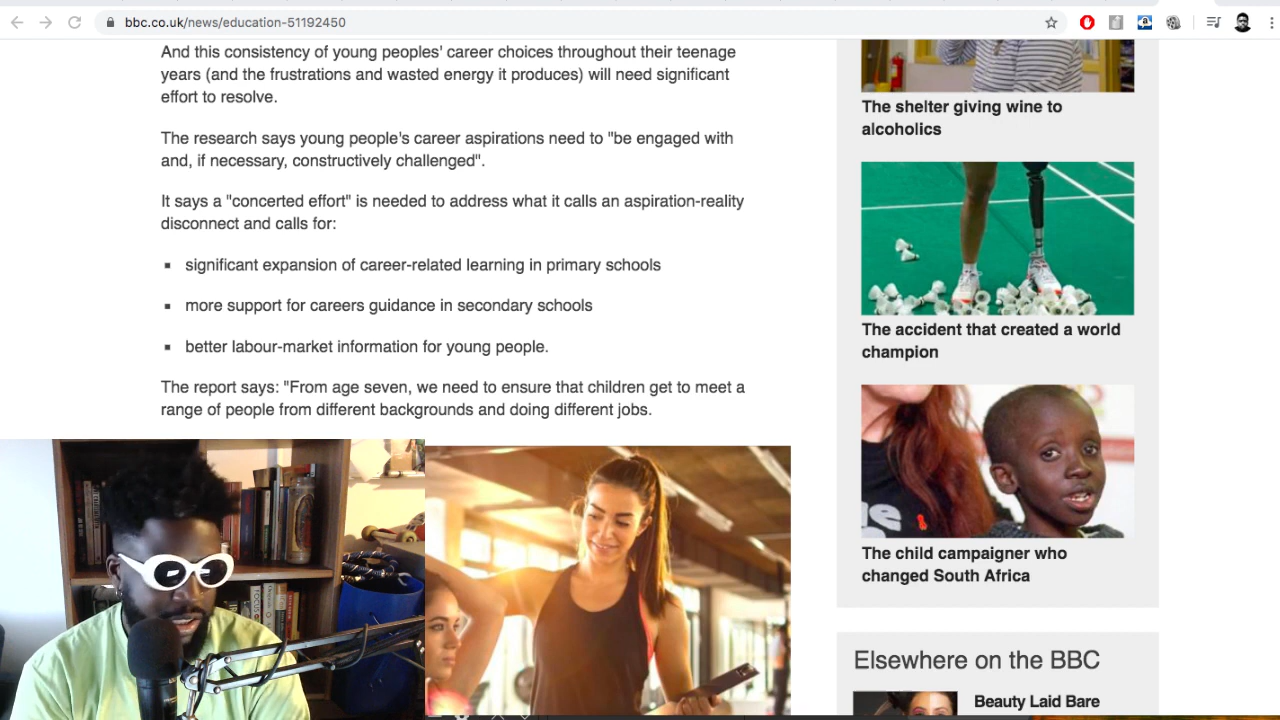 bbc.co.uk/news/education-51192450
And this consistency of young peoples' career choices throughout their teenage
years (and the frustrations and wasted energy it produces) will need significant
effort to resolve.
The research says young people's career aspirations need to "be engaged with
and, if necessary, constructively challenged".
It says a "concerted effort" is needed to address what it calls an aspiration-reality
disconnect and calls for:
significant expansion of career-related learning in primary schools
more support for careers guidance in secondary schools
better labour-market information for young people.
The report says: "From age seven, we need to ensure that children get to meet a
range of people from different backgrounds and doing different jobs.
The shelter giving wine to
alcoholics
The accident that created a world
champion
The child campaigner who
changed South Africa
Elsewhere on the BBC
Beauty Laid Bare